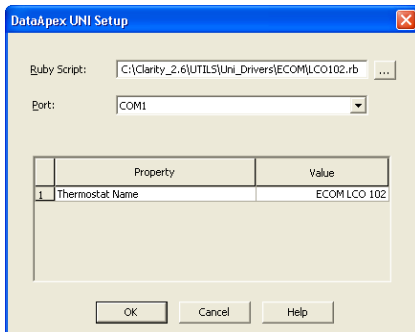 DataApex UNI Setup
Ruby Script: C:\Clarity_2.6\UTILS\Uni_Drivers\ECOM\LCO102.rb ...
Port: COM1
Property Value
1 Thermostat Name ECOM LCO 102
OK Cancel Help